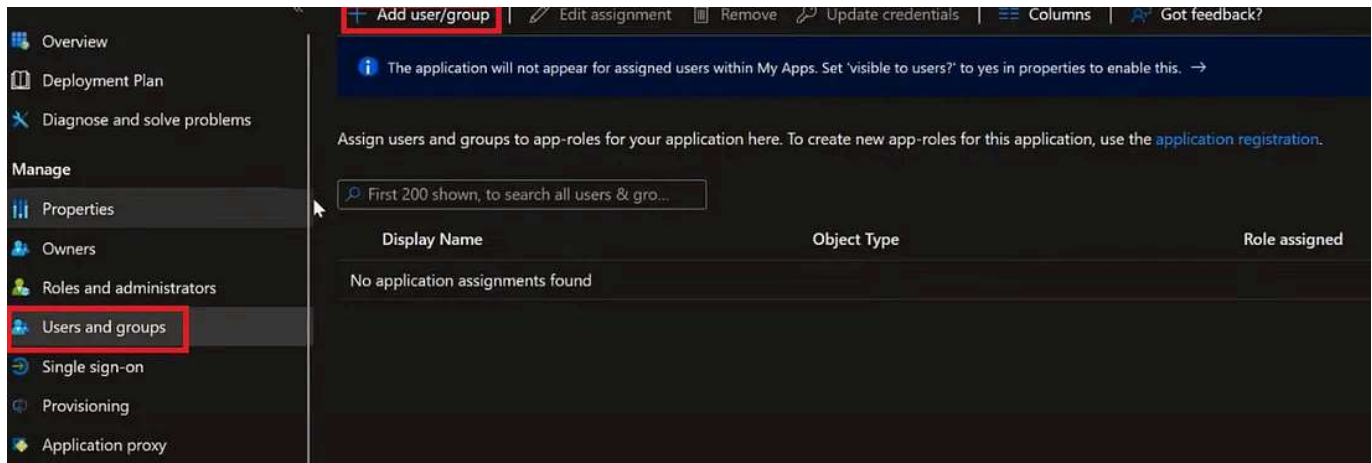 Add user/group
Edit assignment
Remove
Update credentials
Columns
Got feedback?
Overview
Deployment Plan
Diagnose and solve problems
Manage
Properties
Owners
Roles and administrators
Users and groups
Single sign-on
Provisioning
Application proxy
The application will not appear for assigned users within My Apps. Set 'visible to users?' to yes in properties to enable this. →
Assign users and groups to app-roles for your application here. To create new app-roles for this application, use the application registration.
First 200 shown, to search all users & gro...
Display Name
Object Type
Role assigned
No application assignments found